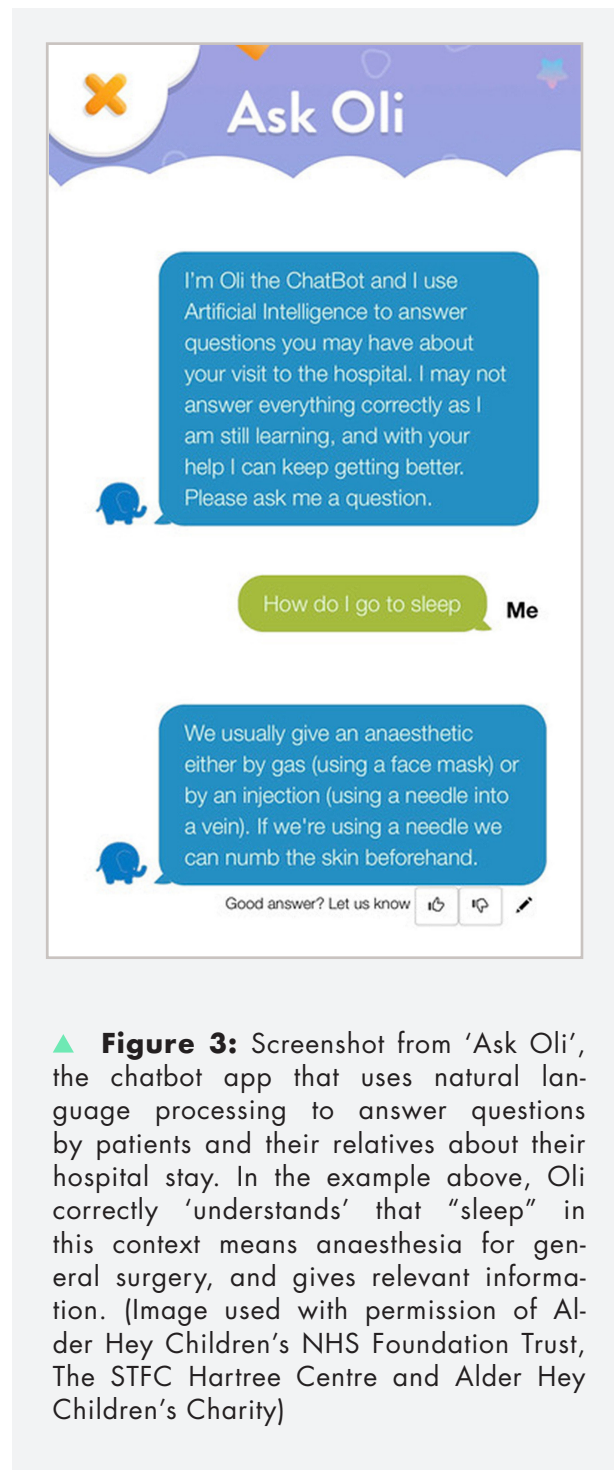 Ask Oli
I'm Oli the ChatBot and I use
Artificial Intelligence to answer
questions you may have about
your visit to the hospital. I may not
answer everything correctly as I
am still learning, and with your
help I can keep getting better.
Please ask me a question.
How do I go to sleep
Me
We usually give an anaesthetic
either by gas (using a face mask) or
by an injection (using a needle into
a vein). If we're using a needle we
can numb the skin beforehand.
Good answer? Let us know
▲ Figure 3: Screenshot from ‘Ask Oli’,
the chatbot app that uses natural lan-
guage processing to answer questions
by patients and their relatives about their
hospital stay. In the example above, Oli
correctly ‘understands’ that “sleep” in
this context means anaesthesia for gen-
eral surgery, and gives relevant informa-
tion. (Image used with permission of Al-
der Hey Children’s NHS Foundation Trust,
The STFC Hartree Centre and Alder Hey
Children’s Charity)